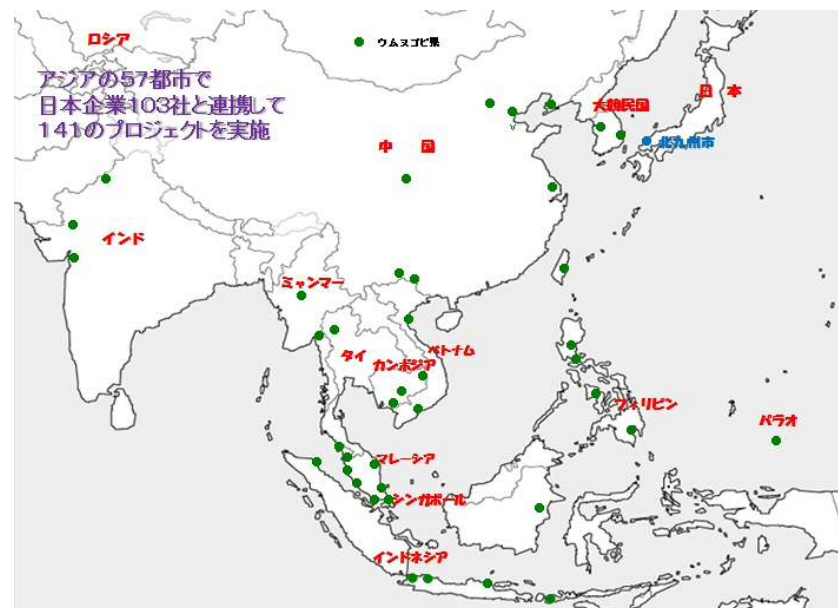 ロシア
ウムヌゴビ県
アジアの57都市で
日本企業103社と連携して
141のプロジェクトを実施
大韓民国
日本
北九州市
中国
インド
ミャンマー
タイ
カンボジア
ベトナム
フィリピン
パラオ
マレーシア
シンガポール
インドネシア